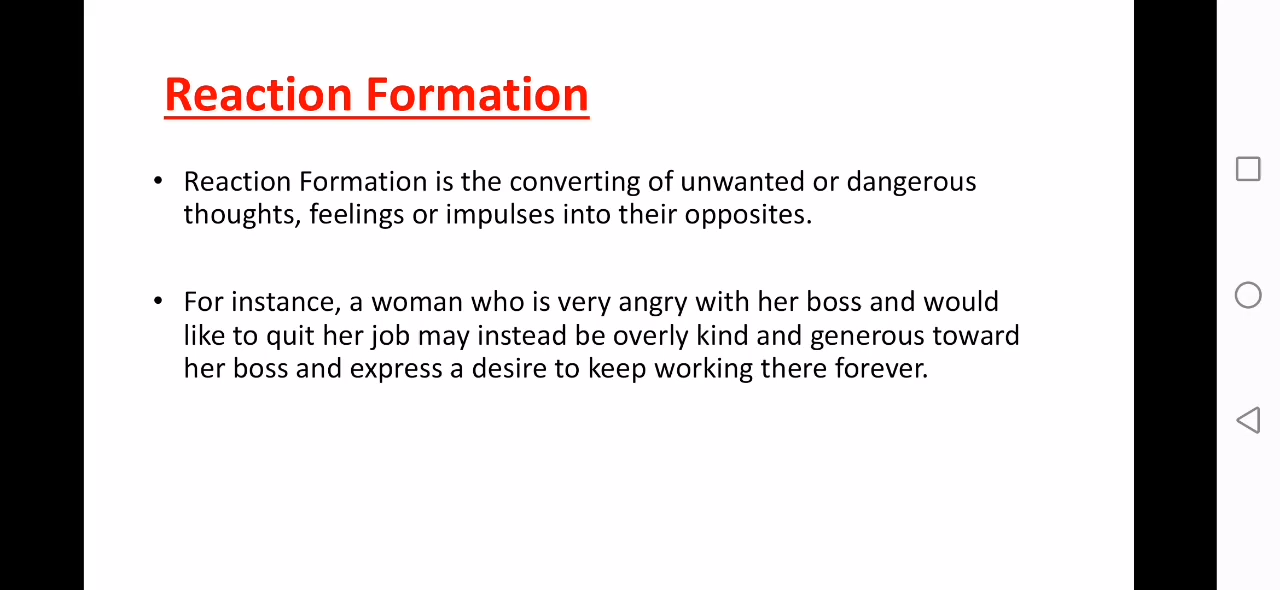 Reaction Formation
• Reaction Formation is the converting of unwanted or dangerous
thoughts, feelings or impulses into their opposites.
• For instance, a woman who is very angry with her boss and would
like to quit her job may instead be overly kind and generous toward
her boss and express a desire to keep working there forever.